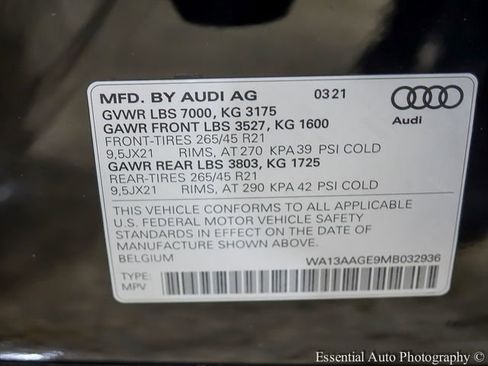 MFD. BY AUDI AG 0321
GVWR LBS 7000, KG 3175
GAWR FRONT LBS 3527, KG 1600
FRONT-TIRES 265/45 R21
9,5JX21 RIMS, AT 270 KPA 39 PSI COLD
GAWR REAR LBS 3803, KG 1725
REAR-TIRES 265/45 R21
9,5JX21 RIMS, AT 290 KPA 42 PSI COLD
Audi
THIS VEHICLE CONFORMS TO ALL APPLICABLE
U.S. FEDERAL MOTOR VEHICLE SAFETY
STANDARDS IN EFFECT ON THE DATE OF
MANUFACTURE SHOWN ABOVE.
BELGIUM WA13AAGE9MB032936
TYPE:
MPV
Essential Auto Photography ©